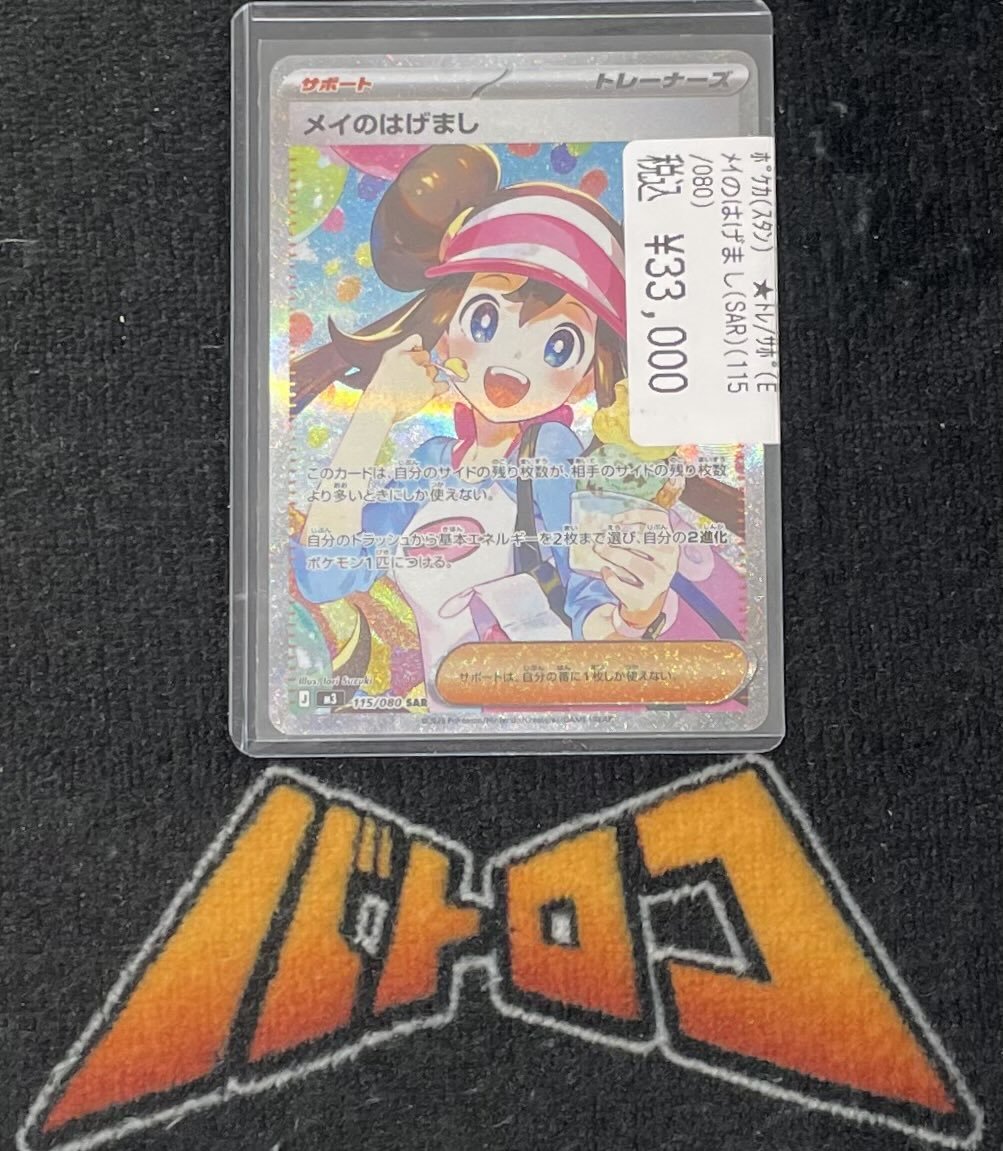 サポート
トレーナーズ
メイのはげまし
ポケカ(スタン) ★トレ/サポ(E
メイのはげまし(SAR)(115
/080)
税込 ¥33,000
このカードは、自分のサイドの残り枚数が、相手のサイドの残り枚数
より多いときにしか使えない。
自分のトラッシュから基本エネルギーを2枚まで選び、自分の2進化
ポケモン1匹につける。
サポートは、自分の番に1枚しか使えない。
Illus. Iori Suzuki
J M3 115/080 SAR
バトロコ